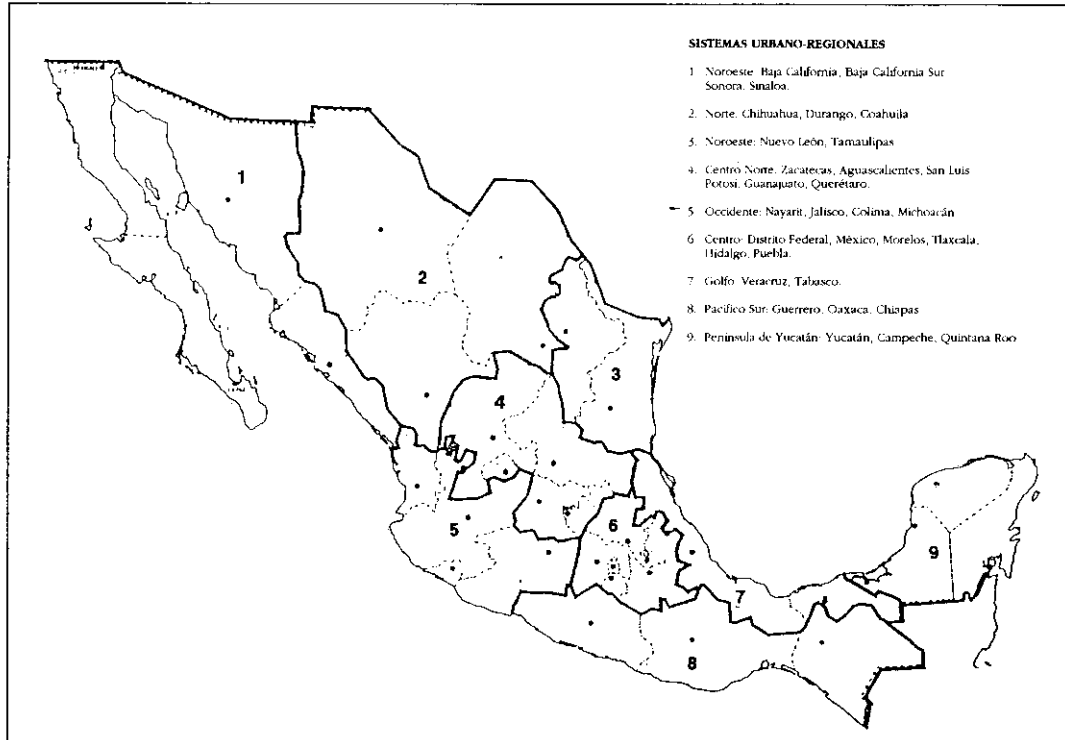 SISTEMAS URBANO-REGIONALES
1 Noroeste: Baja California, Baja California Sur
Sonora, Sinaloa.
2. Norte. Chihuahua, Durango, Coahuila
3. Noroeste: Nuevo León, Tamaulipas
4. Centro Norte. Zacatecas, Aguascalientes, San Luis
Potosí, Guanajuato, Querétaro.
5 Occidente: Nayarit, Jalisco, Colima, Michoacán
6 Centro: Distrito Federal, México, Morelos, Tlaxcala,
Hidalgo, Puebla.
7 Golfo: Veracruz, Tabasco.
8. Pacífico Sur: Guerrero, Oaxaca, Chiapas
9. Península de Yucatán: Yucatán, Campeche, Quintana Roo
1
2
3
4
5
6
7
8
9